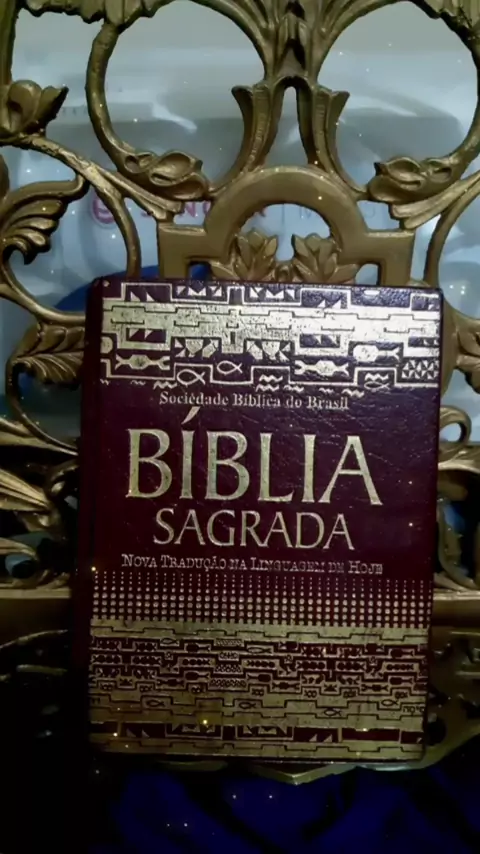 Sociedade Bíblica do Brasil
BÍBLIA
SAGRADA
NOVA TRADUÇÃO NA LINGUAGEM DE HOJE